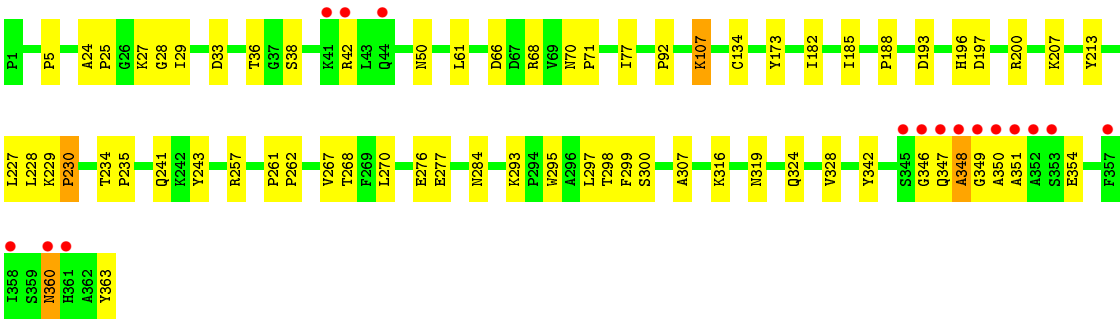 P1 P5 A24 P25 G26 K27 G28 I29 D33 T36 G37 S38 K41 R42 L43 Q44 N50 L61 D66 D67 R68 V69 N70 P71 I77 P92 K107 C134 Y173 I182 I185 P188 D193 H196 D197 R200 K207 Y213
L227 L228 K229 P230 T234 P235 Q241 K242 Y243 R257 P261 P262 V267 T268 F269 L270 E276 E277 N284 K293 P294 W295 A296 L297 T298 F299 S300 A307 K316 N319 Q324 V328 Y342 S345 G346 Q347 A348 G349 A350 A351 A352 S353 E354 F357
I358 S359 N360 H361 A362 Y363